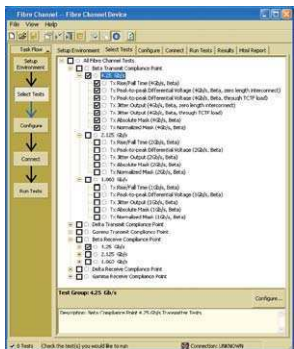 Fibre Channel -- Fibre Channel Device
File View Help
Task Flow
Setup Environment Select Tests Configure Connect Run Tests Results Html Report
Setup
Environment
Select Tests
Configure
Connect
Run Tests
All Fibre Channel Tests
Beta Transmit Compliance Point
4.25 Gb/s
Tx Rise/Fall Time (4Gb/s, Beta)
Tx Peak-to-peak Differential Voltage (4Gb/s, Beta, zero length interconnect)
Tx Peak-to-peak Differential Voltage (4Gb/s, Beta, through TCTF load)
Tx Jitter Output (4Gb/s, Beta, zero length interconnect)
Tx Jitter Output (4Gb/s, Beta, through TCTF load)
Tx Absolute Mask (4Gb/s, Beta)
Tx Normalized Mask (4Gb/s, Beta)
2.125 Gb/s
Tx Rise/Fall Time (2Gb/s, Beta)
Tx Peak-to-peak Differential Voltage (2Gb/s, Beta)
Tx Jitter Output (2Gb/s, Beta)
Tx Absolute Mask (2Gb/s, Beta)
Tx Normalized Mask (2Gb/s, Beta)
1.063 Gb/s
Tx Rise/Fall Time (1Gb/s, Beta)
Tx Peak-to-peak Differential Voltage (1Gb/s, Beta)
Tx Jitter Output (1Gb/s, Beta)
Tx Absolute Mask (1Gb/s, Beta)
Tx Normalized Mask (1Gb/s, Beta)
Delta Transmit Compliance Point
Gamma Transmit Compliance Point
Beta Receive Compliance Point
4.25 Gb/s
2.125 Gb/s
1.063 Gb/s
Delta Receive Compliance Point
Gamma Receive Compliance Point
Test Group: 4.25 Gb/s
Configure...
Description: Beta Compliance Point 4.25 Gb/s Transmitter Tests
0 Tests Check the test(s) you would like to run Connection: UNKNOWN